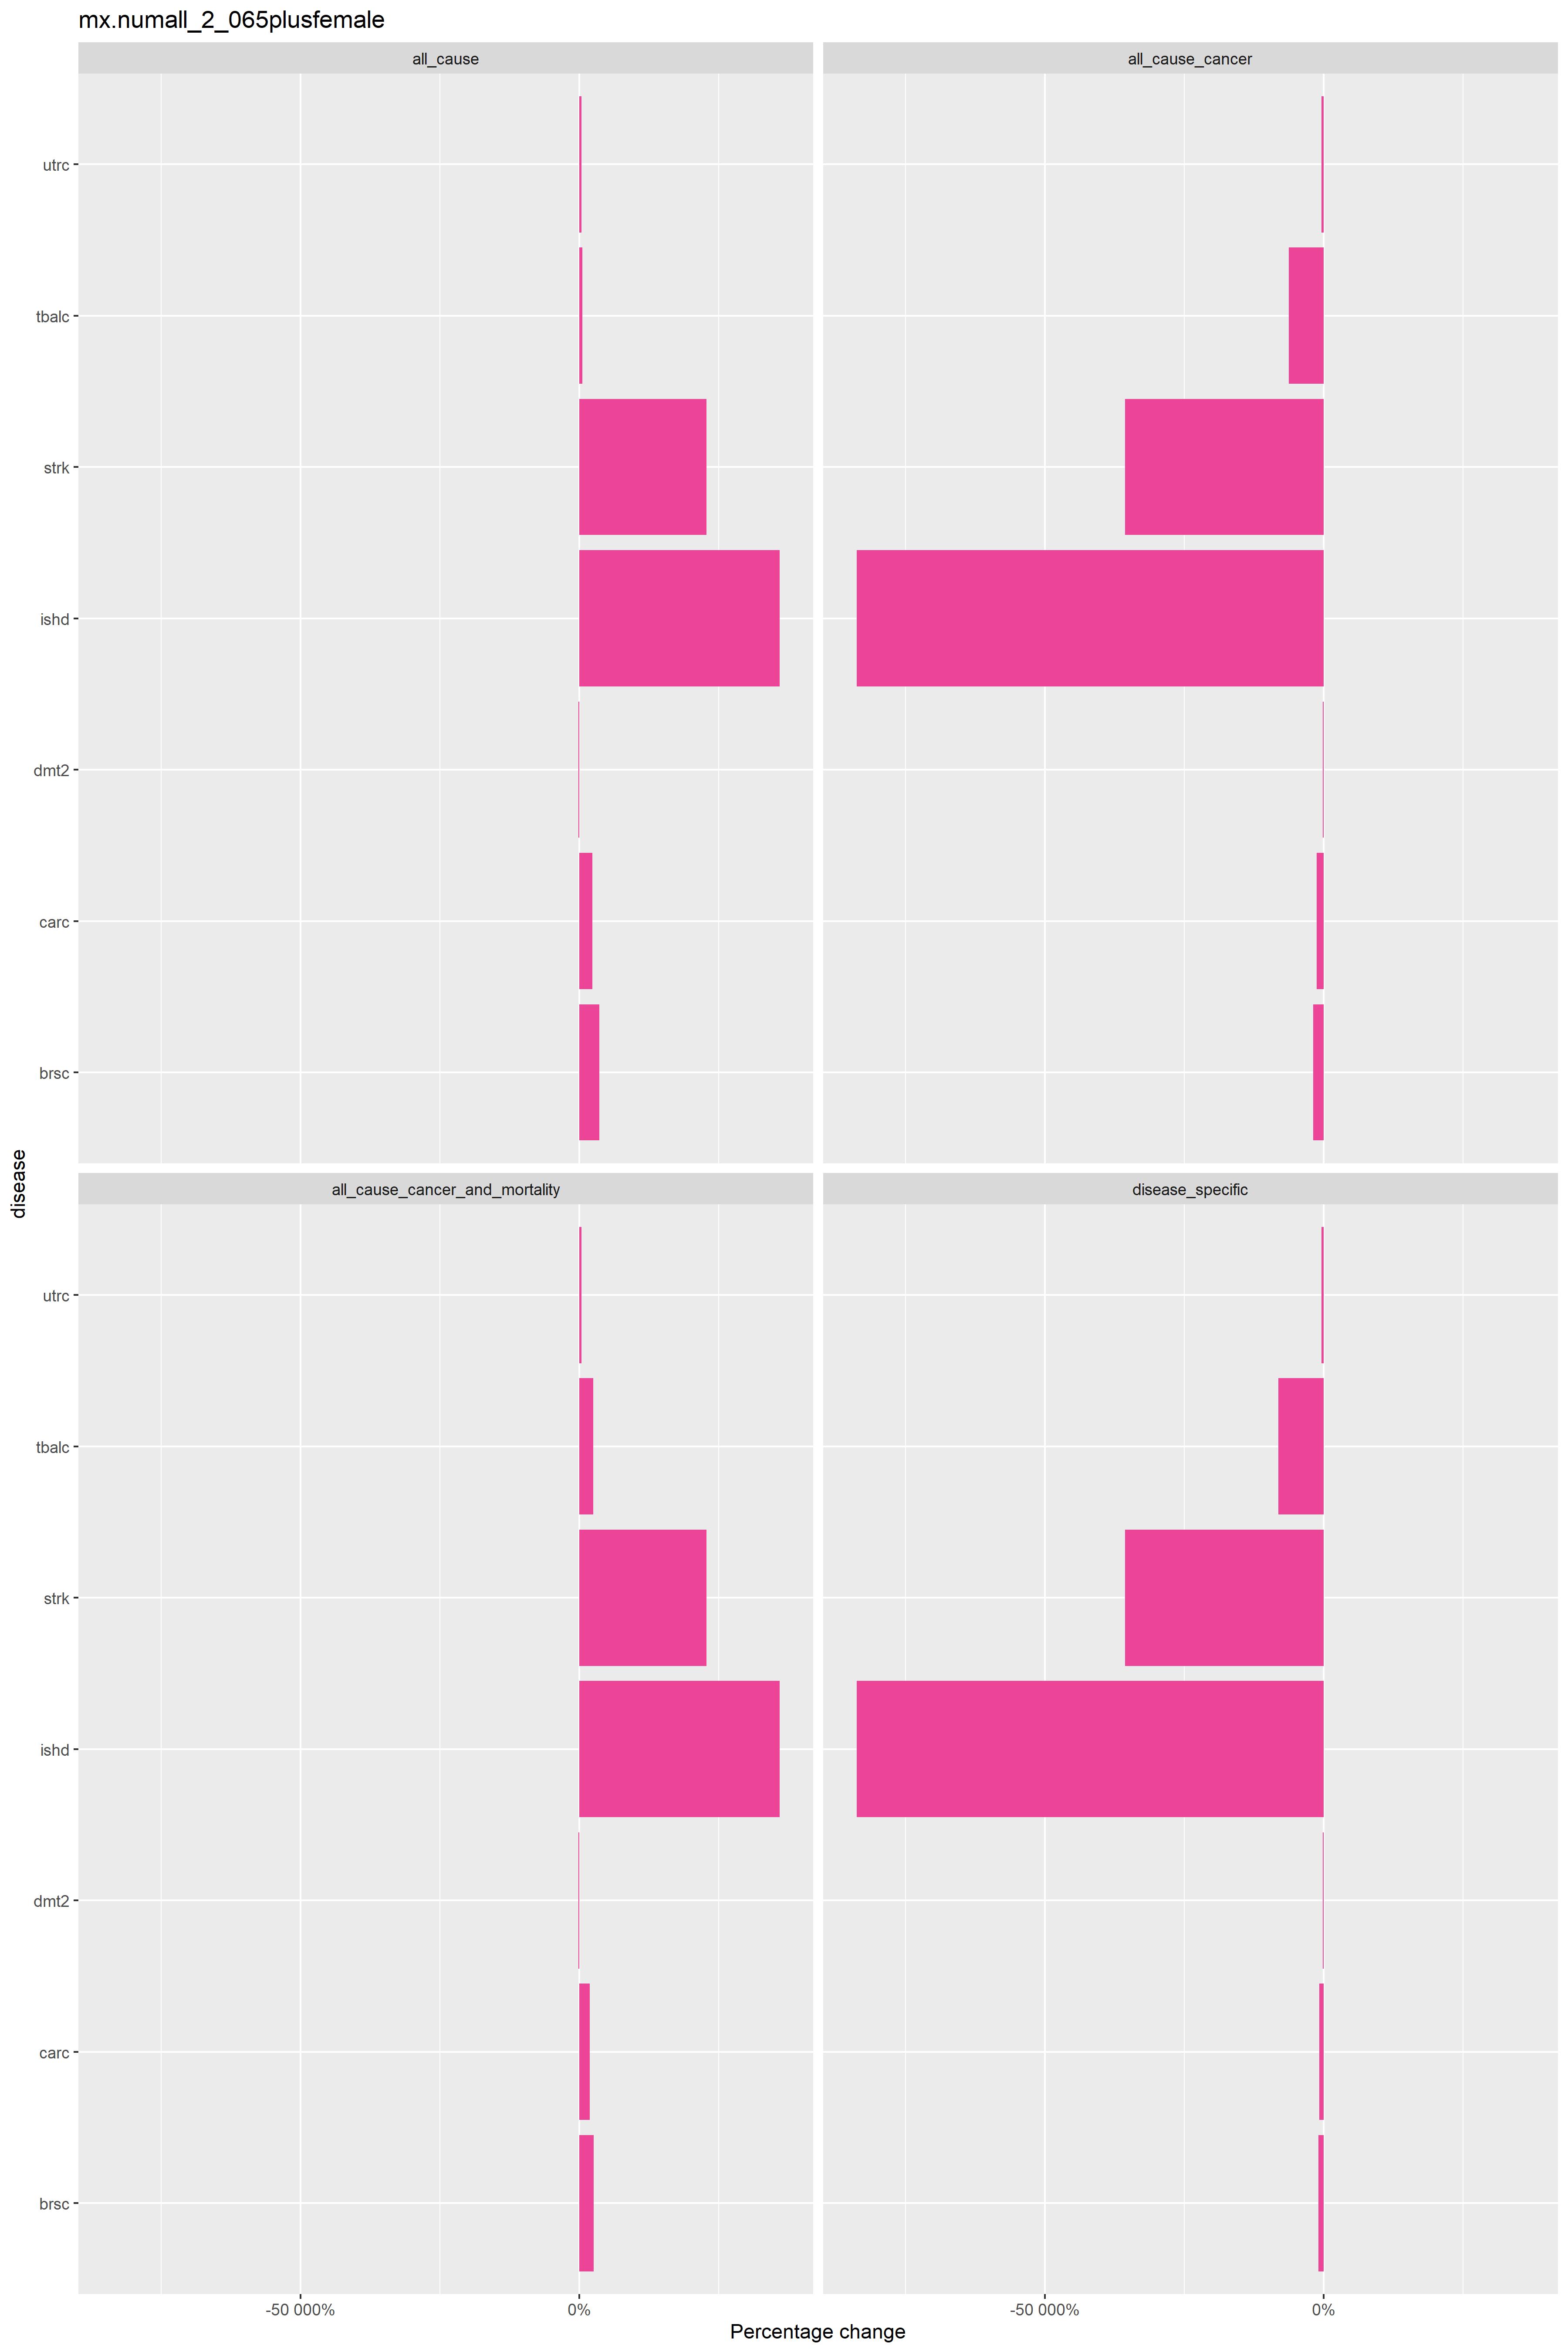 mx.numall_2_065plusfemale
all_cause
all_cause_cancer
utrc
tbalc
strk
ishd
dmt2
carc
brsc
disease
all_cause_cancer_and_mortality
disease_specific
utrc
tbalc
strk
ishd
dmt2
carc
brsc
-50 000%
0%
-50 000%
0%
Percentage change